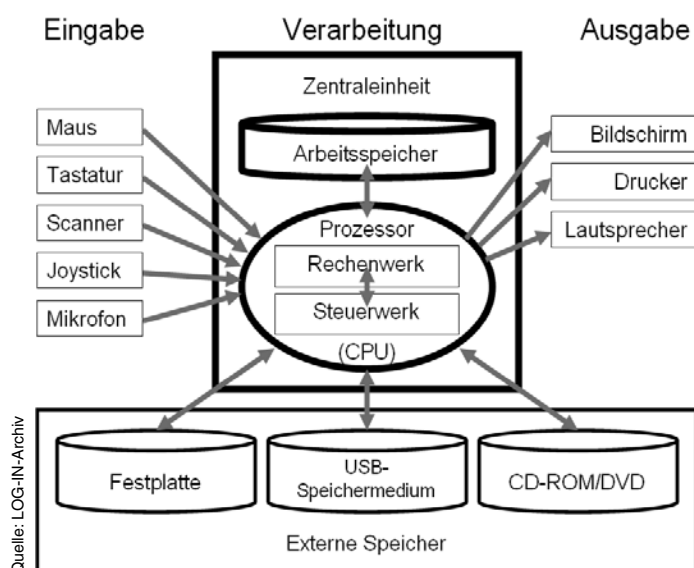 Eingabe
Verarbeitung
Ausgabe
Zentraleinheit
Maus
Tastatur
Scanner
Joystick
Mikrofon
Arbeitsspeicher
Prozessor
Rechenwerk
Steuerwerk
(CPU)
Bildschirm
Drucker
Lautsprecher
Festplatte
USB-
Speichermedium
CD-ROM/DVD
Externe Speicher
Quelle: LOG-IN-Archiv